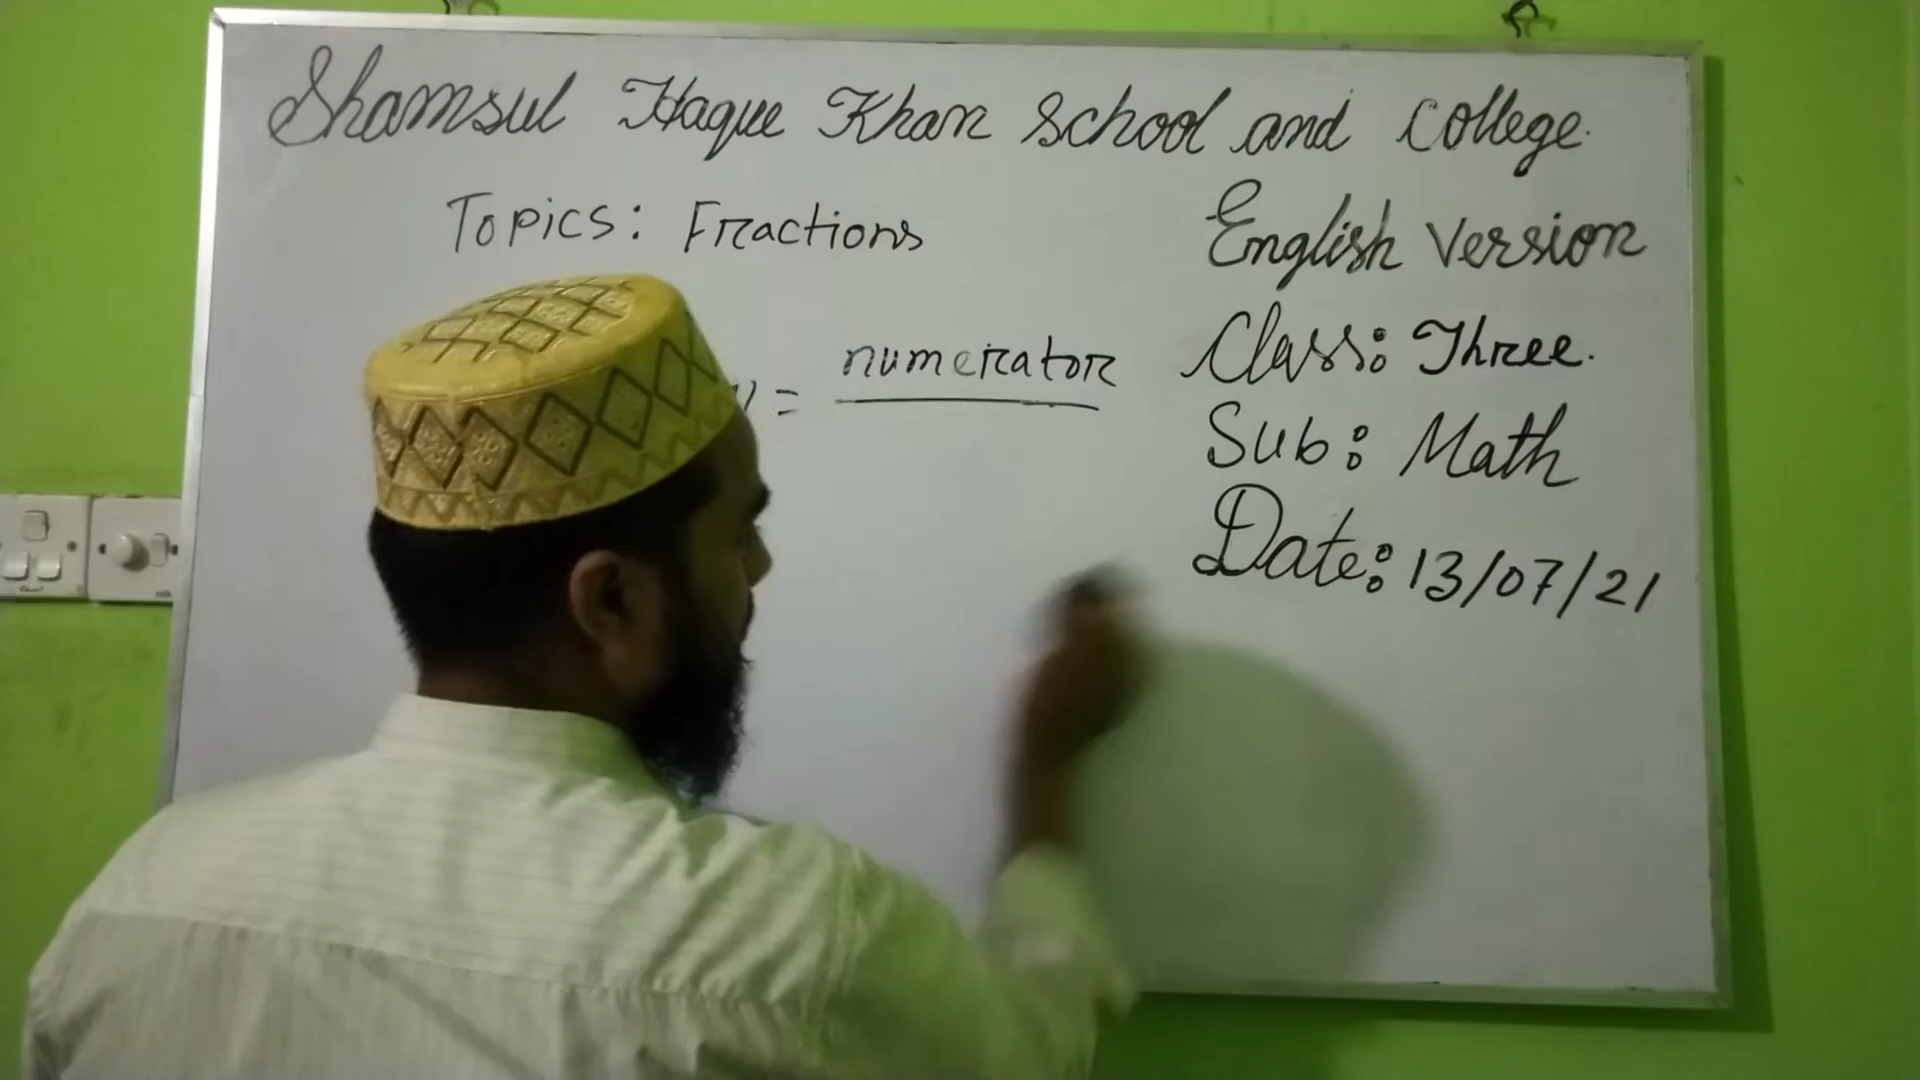 Shamsul Haque Khan School and College.
Topics: Fractions
English Version
Class: Three.
Sub: Math
Date: 13/07/21
= numerator